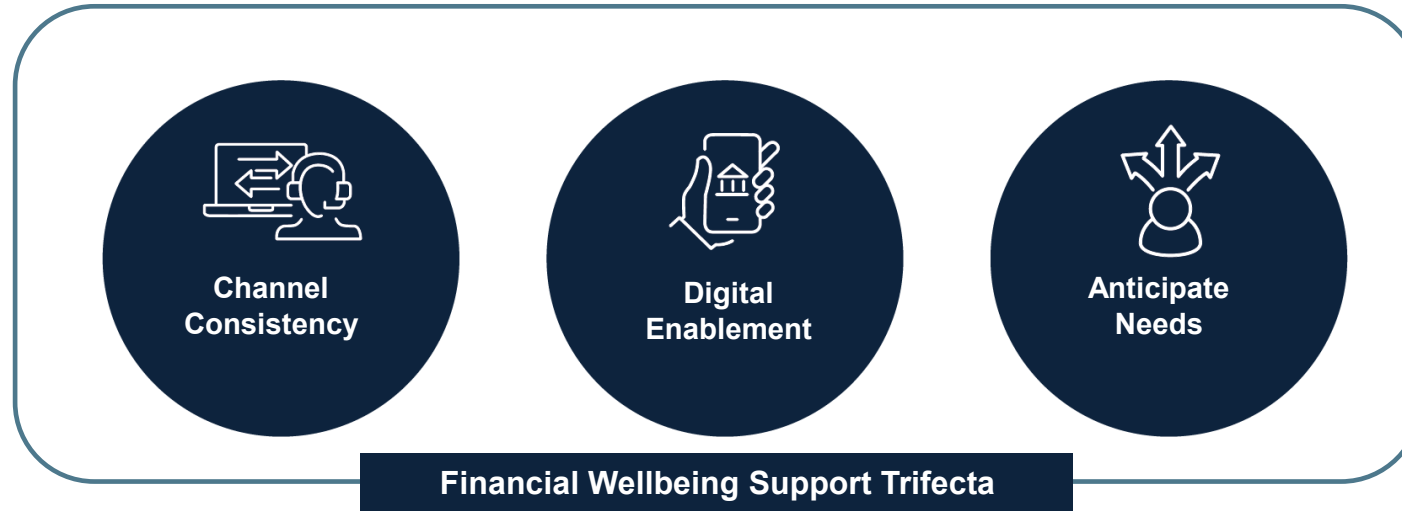 Channel
Consistency
Digital
Enablement
Anticipate
Needs
Financial Wellbeing Support Trifecta